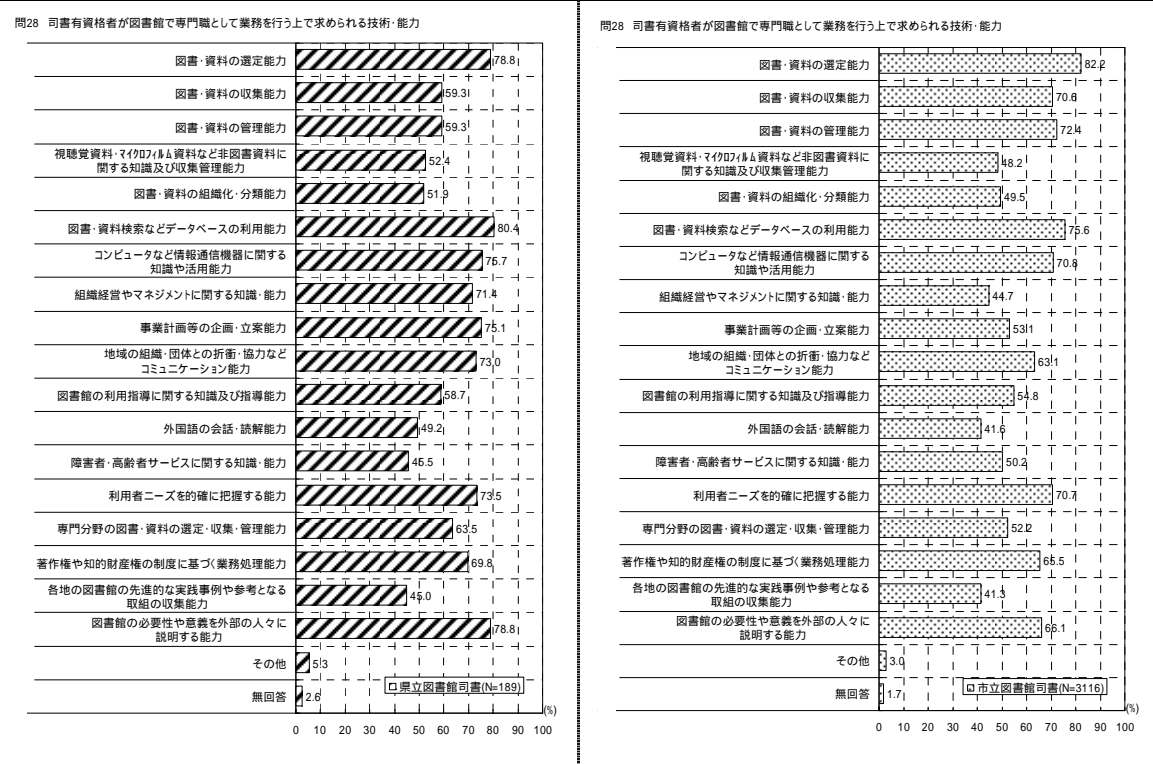 問28 司書有資格者が図書館で専門職として業務を行う上で求められる技術・能力
図書・資料の選定能力 78.8
図書・資料の収集能力 59.3
図書・資料の管理能力 59.3
視聴覚資料・マイクロフィルム資料など非図書資料に
関する知識及び収集管理能力 52.4
図書・資料の組織化・分類能力 51.9
図書・資料検索などデータベースの利用能力 80.4
コンピュータなど情報通信機器に関する
知識や活用能力 75.7
組織経営やマネジメントに関する知識・能力 71.4
事業計画等の企画・立案能力 75.1
地域の組織・団体との折衝・協力など
コミュニケーション能力 73.0
図書館の利用指導に関する知識及び指導能力 58.7
外国語の会話・読解能力 49.2
障害者・高齢者サービスに関する知識・能力 45.5
利用者ニーズを的確に把握する能力 73.5
専門分野の図書・資料の選定・収集・管理能力 63.5
著作権や知的財産権の制度に基づく業務処理能力 69.8
各地の図書館の先進的な実践事例や参考となる
取組の収集能力 45.0
図書館の必要性や意義を外部の人々に
説明する能力 78.8
その他 5.3
無回答 2.6
県立図書館司書(N=189)
(%)
0 10 20 30 40 50 60 70 80 90 100
問28 司書有資格者が図書館で専門職として業務を行う上で求められる技術・能力
図書・資料の選定能力 82.2
図書・資料の収集能力 70.6
図書・資料の管理能力 72.4
視聴覚資料・マイクロフィルム資料など非図書資料に
関する知識及び収集管理能力 48.2
図書・資料の組織化・分類能力 49.5
図書・資料検索などデータベースの利用能力 75.6
コンピュータなど情報通信機器に関する
知識や活用能力 70.8
組織経営やマネジメントに関する知識・能力 44.7
事業計画等の企画・立案能力 53.1
地域の組織・団体との折衝・協力など
コミュニケーション能力 63.1
図書館の利用指導に関する知識及び指導能力 54.8
外国語の会話・読解能力 41.6
障害者・高齢者サービスに関する知識・能力 50.2
利用者ニーズを的確に把握する能力 70.7
専門分野の図書・資料の選定・収集・管理能力 52.2
著作権や知的財産権の制度に基づく業務処理能力 65.5
各地の図書館の先進的な実践事例や参考となる
取組の収集能力 41.3
図書館の必要性や意義を外部の人々に
説明する能力 66.1
その他 3.0
無回答 1.7
市立図書館司書(N=3116)
(%)
0 10 20 30 40 50 60 70 80 90 100